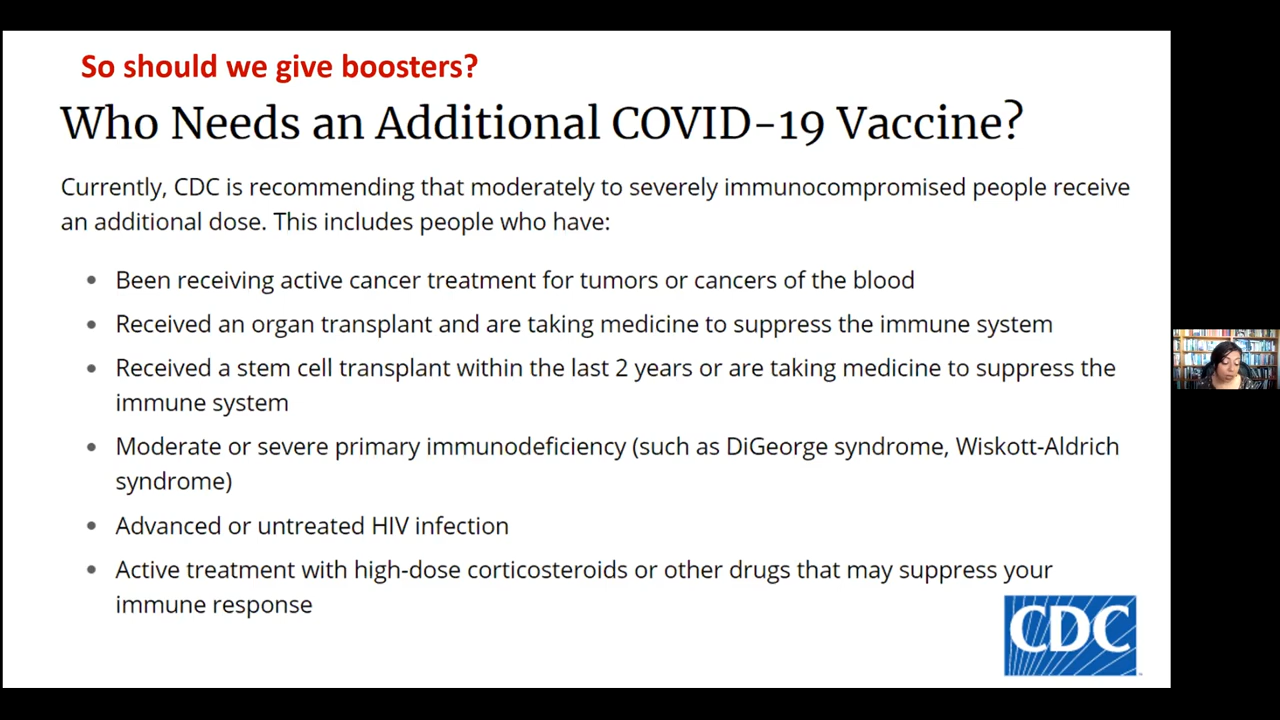 So should we give boosters?
Who Needs an Additional COVID-19 Vaccine?
Currently, CDC is recommending that moderately to severely immunocompromised people receive
an additional dose. This includes people who have:
• Been receiving active cancer treatment for tumors or cancers of the blood
• Received an organ transplant and are taking medicine to suppress the immune system
• Received a stem cell transplant within the last 2 years or are taking medicine to suppress the
immune system
• Moderate or severe primary immunodeficiency (such as DiGeorge syndrome, Wiskott-Aldrich
syndrome)
• Advanced or untreated HIV infection
• Active treatment with high-dose corticosteroids or other drugs that may suppress your
immune response
CDC